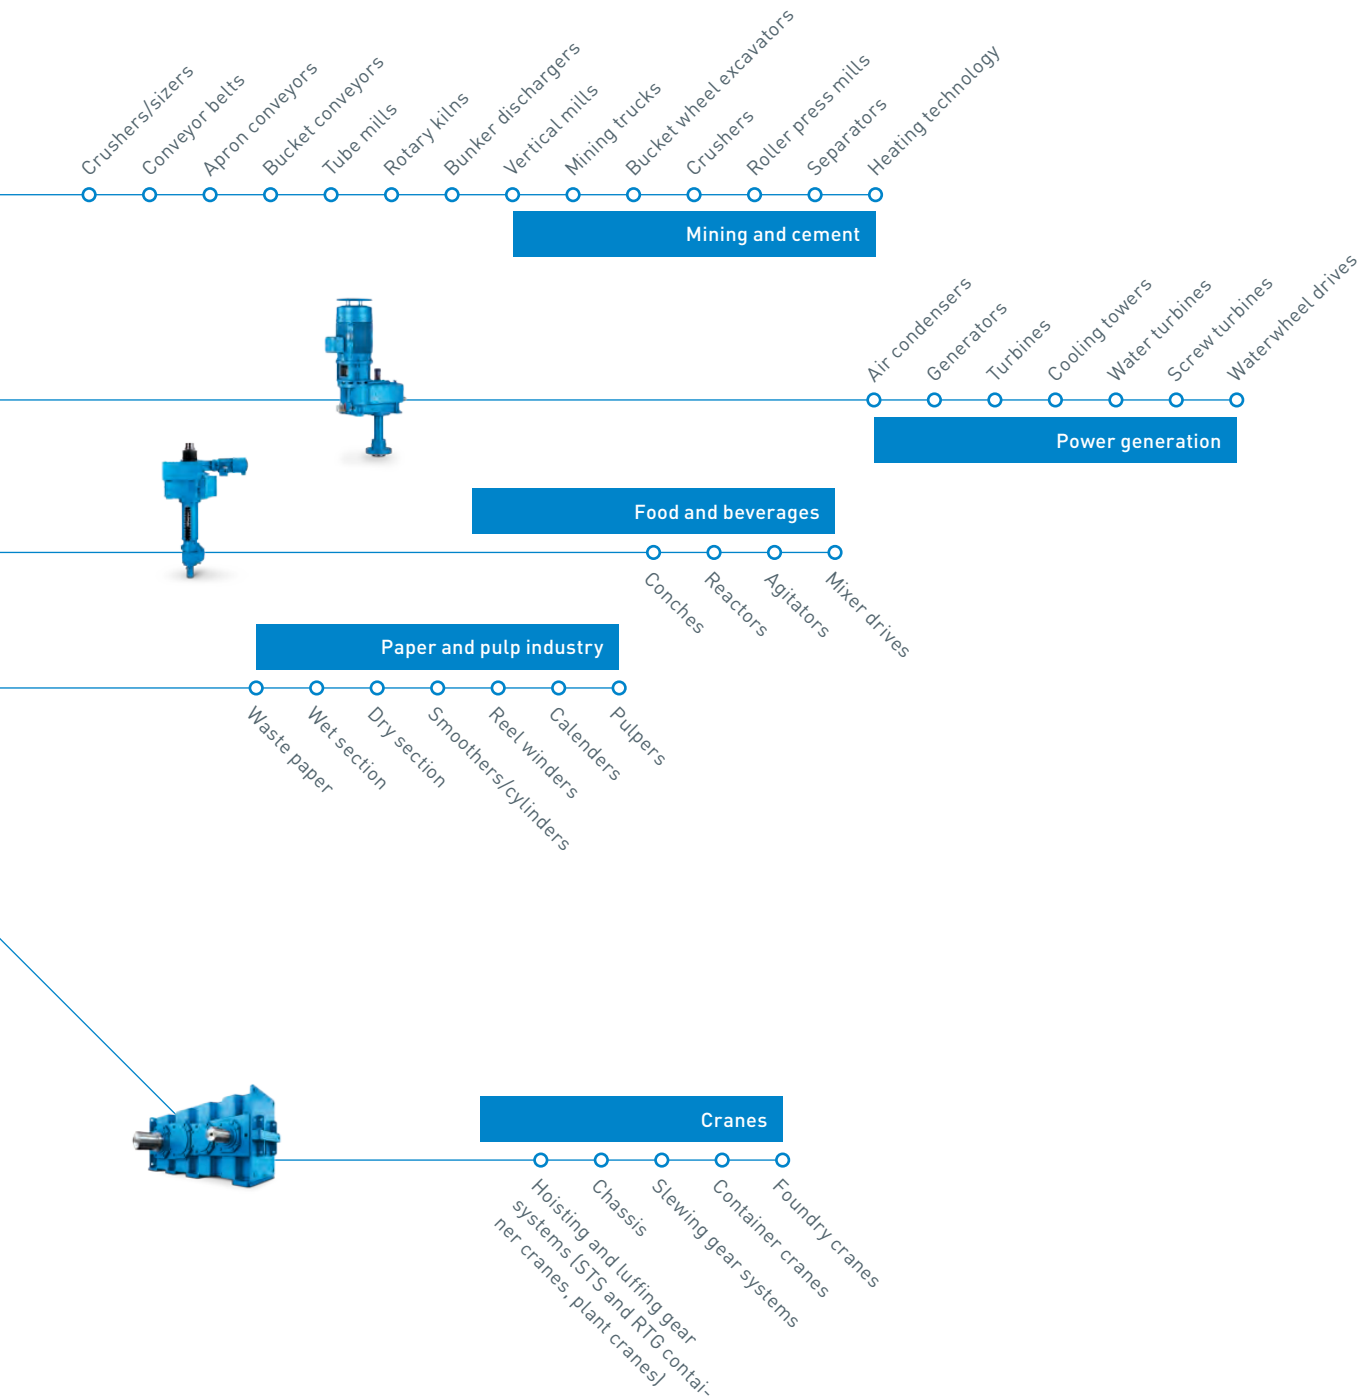 Crushers/sizers
Conveyor belts
Apron conveyors
Bucket conveyors
Tube mills
Rotary kilns
Bunker dischargers
Vertical mills
Mining trucks
Bucket wheel excavators
Crushers
Roller press mills
Separators
Heating technology
Mining and cement
Air condensers
Generators
Turbines
Cooling towers
Water turbines
Screw turbines
Waterwheel drives
Power generation
Food and beverages
Conches
Reactors
Agitators
Mixer drives
Paper and pulp industry
Waste paper
Wet section
Dry section
Smoothers/cylinders
Reel winders
Calenders
Pulpers
Cranes
Hoisting and luffing gear
systems (STS and RTG contai-
ner cranes, plant cranes)
Chassis
Slewing gear systems
Container cranes
Foundry cranes